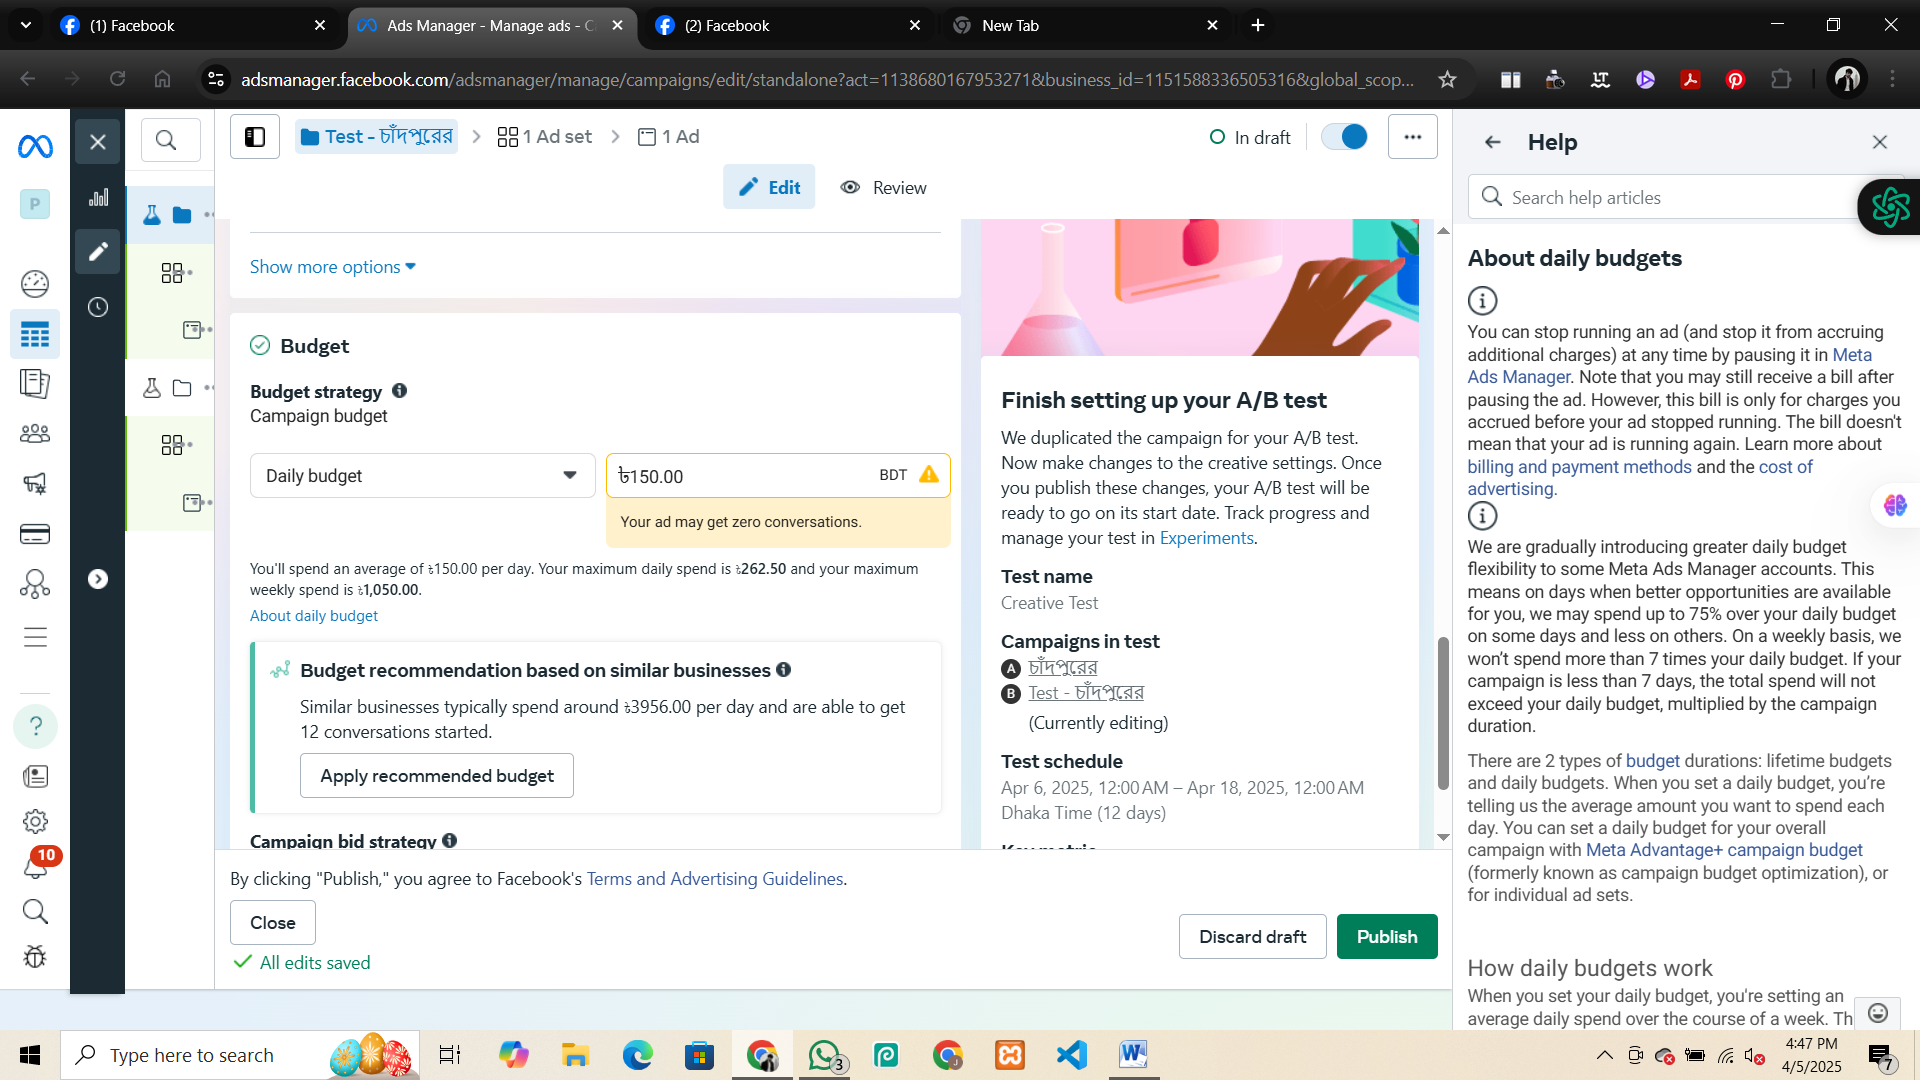 (1) Facebook
Ads Manager - Manage ads - C
(2) Facebook
New Tab
adsmanager.facebook.com/adsmanager/manage/campaigns/edit/standalone?act=1138680167953271&business_id=1151588336505316&global_scop...
Test - চাঁদপুরের
1 Ad set
1 Ad
In draft
Edit
Review
P
Show more options
Budget
Budget strategy
Campaign budget
Daily budget
৳150.00
BDT
Your ad may get zero conversations.
You'll spend an average of ৳150.00 per day. Your maximum daily spend is ৳262.50 and your maximum
weekly spend is ৳1,050.00.
About daily budget
Budget recommendation based on similar businesses
Similar businesses typically spend around ৳3956.00 per day and are able to get
12 conversations started.
Apply recommended budget
Campaign bid strategy
Finish setting up your A/B test
We duplicated the campaign for your A/B test.
Now make changes to the creative settings. Once
you publish these changes, your A/B test will be
ready to go on its start date. Track progress and
manage your test in Experiments.
Test name
Creative Test
Campaigns in test
A চাঁদপুরের
B Test - চাঁদপুরের
(Currently editing)
Test schedule
Apr 6, 2025, 12:00 AM – Apr 18, 2025, 12:00 AM
Dhaka Time (12 days)
Key metric
By clicking "Publish," you agree to Facebook's Terms and Advertising Guidelines.
Close
All edits saved
Discard draft
Publish
10
Help
Search help articles
About daily budgets
You can stop running an ad (and stop it from accruing
additional charges) at any time by pausing it in Meta
Ads Manager. Note that you may still receive a bill after
pausing the ad. However, this bill is only for charges you
accrued before your ad stopped running. The bill doesn't
mean that your ad is running again. Learn more about
billing and payment methods and the cost of
advertising.
We are gradually introducing greater daily budget
flexibility to some Meta Ads Manager accounts. This
means on days when better opportunities are available
for you, we may spend up to 75% over your daily budget
on some days and less on others. On a weekly basis, we
won’t spend more than 7 times your daily budget. If your
campaign is less than 7 days, the total spend will not
exceed your daily budget, multiplied by the campaign
duration.
There are 2 types of budget durations: lifetime budgets
and daily budgets. When you set a daily budget, you’re
telling us the average amount you want to spend each
day. You can set a daily budget for your overall
campaign with Meta Advantage+ campaign budget
(formerly known as campaign budget optimization), or
for individual ad sets.
How daily budgets work
When you set your daily budget, you're setting an
average daily spend over the course of a week. Th
Type here to search
3
4:47 PM
4/5/2025
7